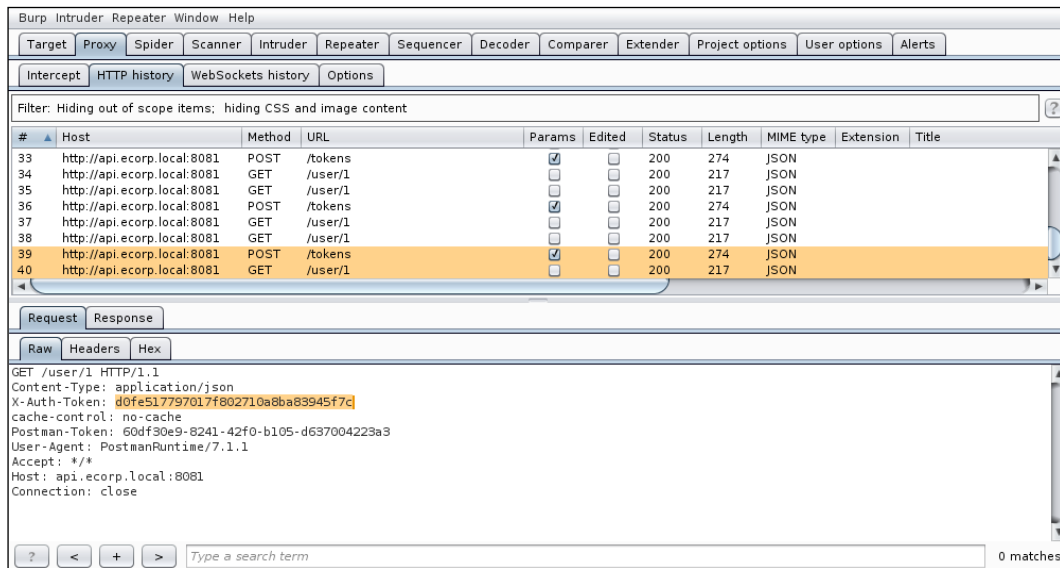 Burp Intruder Repeater Window Help
Target Proxy Spider Scanner Intruder Repeater Sequencer Decoder Comparer Extender Project options User options Alerts
Intercept HTTP history WebSockets history Options
Filter: Hiding out of scope items; hiding CSS and image content ?
# Host Method URL Params Edited Status Length MIME type Extension Title
33 http://api.ecorp.local:8081 POST /tokens 200 274 JSON
34 http://api.ecorp.local:8081 GET /user/1 200 217 JSON
35 http://api.ecorp.local:8081 GET /user/1 200 217 JSON
36 http://api.ecorp.local:8081 POST /tokens 200 274 JSON
37 http://api.ecorp.local:8081 GET /user/1 200 217 JSON
38 http://api.ecorp.local:8081 GET /user/1 200 217 JSON
39 http://api.ecorp.local:8081 POST /tokens 200 274 JSON
40 http://api.ecorp.local:8081 GET /user/1 200 217 JSON
Request Response
Raw Headers Hex
GET /user/1 HTTP/1.1
Content-Type: application/json
X-Auth-Token: d0fe517797017f802710a8ba83945f7c
cache-control: no-cache
Postman-Token: 60df30e9-8241-42f0-b105-d637004223a3
User-Agent: PostmanRuntime/7.1.1
Accept: */*
Host: api.ecorp.local:8081
Connection: close
? < + > Type a search term 0 matches